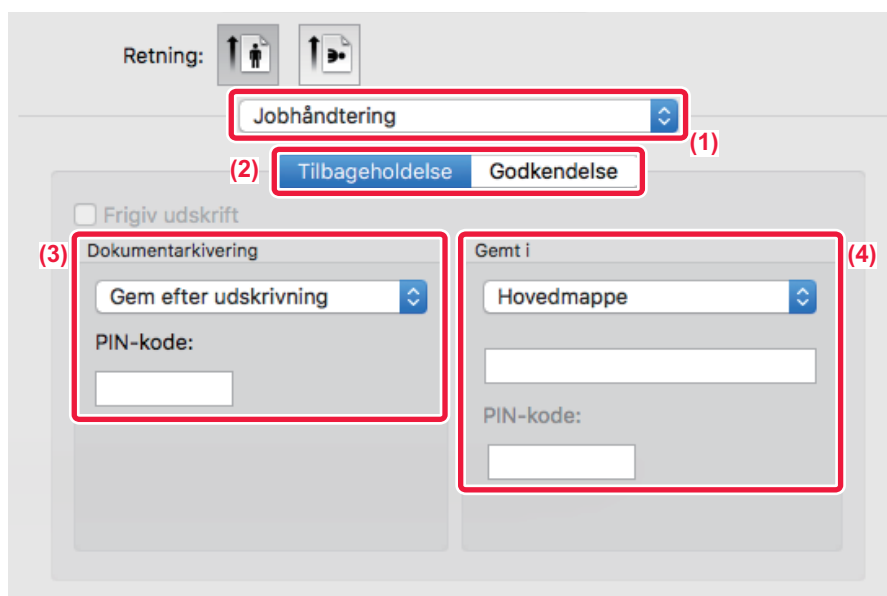 Retning:
Jobhåndtering
(1)
(2)
Tilbageholdelse Godkendelse
Frigiv udskrift
(3)
Dokumentarkivering
Gemt i
(4)
Gem efter udskrivning
Hovedmappe
PIN-kode:
PIN-kode: